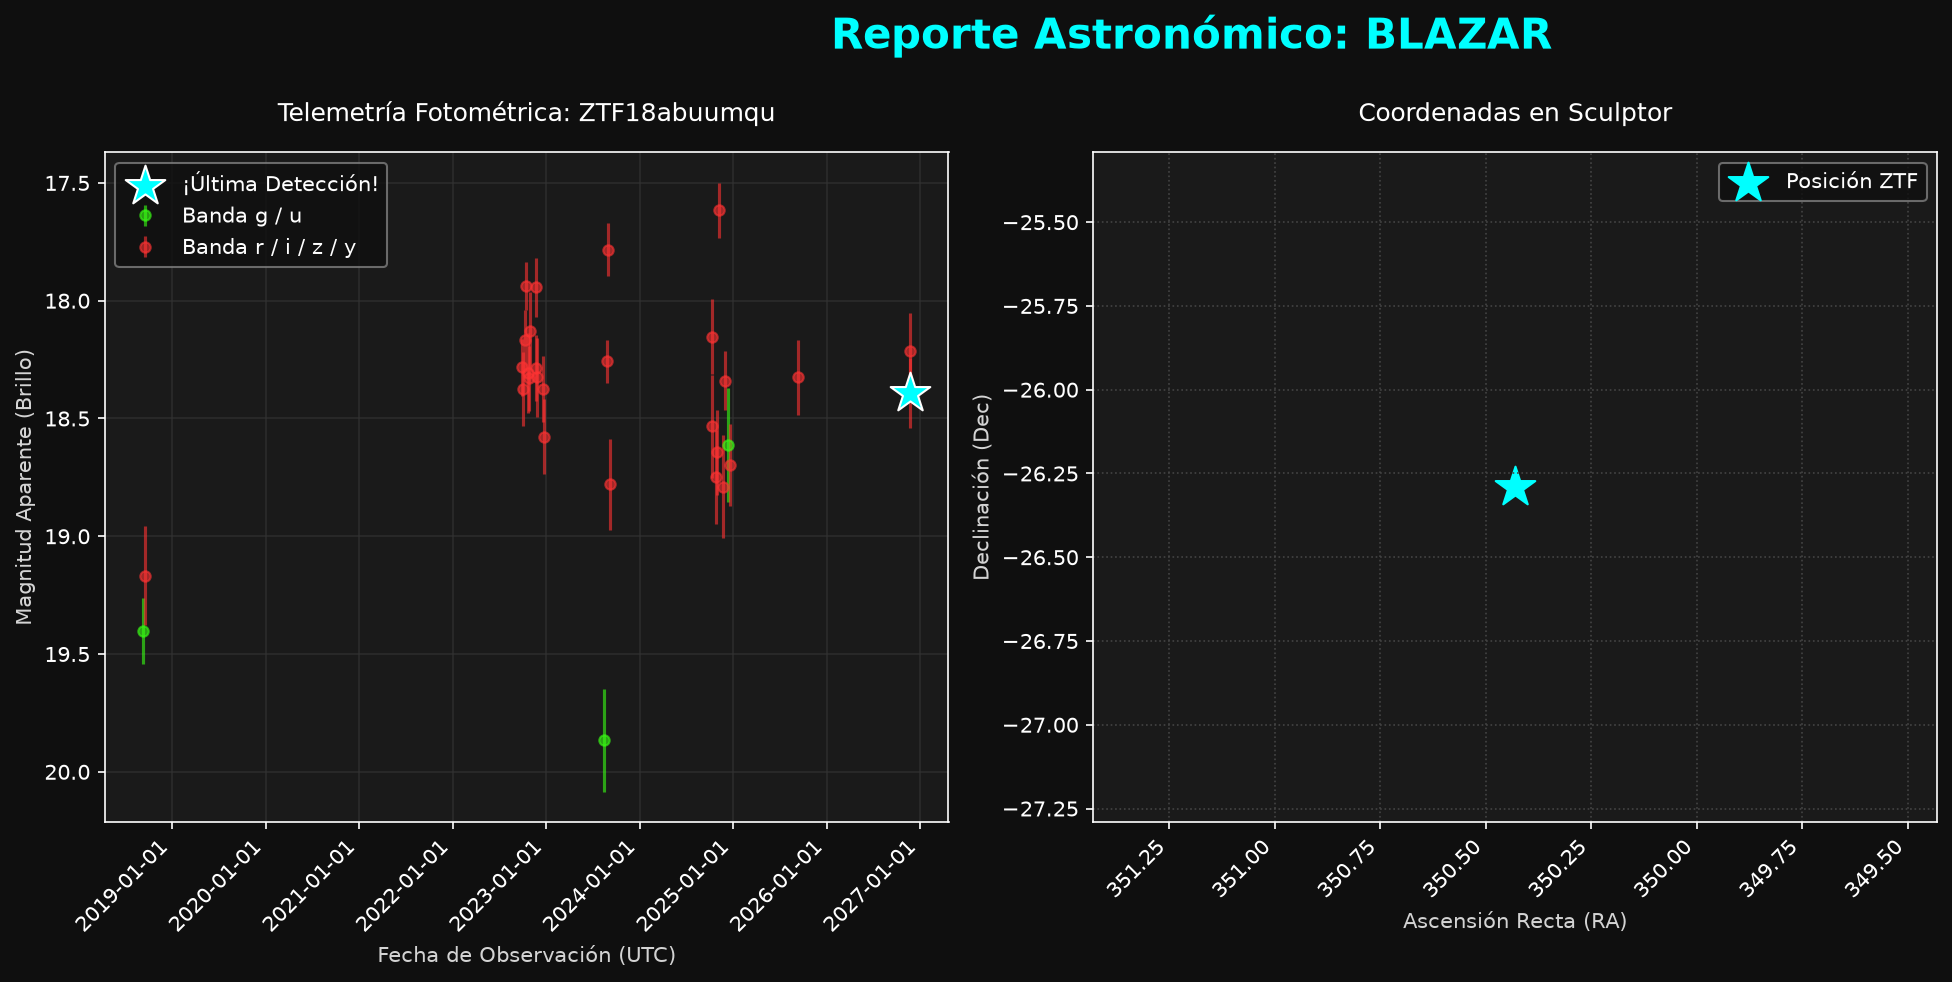 Reporte Astronómico: BLAZAR
Telemetría Fotométrica: ZTF18abuumqu
¡Última Detección!
Banda g / u
Banda r / i / z / y
Magnitud Aparente (Brillo)
17.5
18.0
18.5
19.0
19.5
20.0
2019-01-01
2020-01-01
2021-01-01
2022-01-01
2023-01-01
2024-01-01
2025-01-01
2026-01-01
2027-01-01
Fecha de Observación (UTC)
Coordenadas en Sculptor
Posición ZTF
Declinación (Dec)
−25.50
−25.75
−26.00
−26.25
−26.50
−26.75
−27.00
−27.25
351.25
351.00
350.75
350.50
350.25
350.00
349.75
349.50
Ascensión Recta (RA)